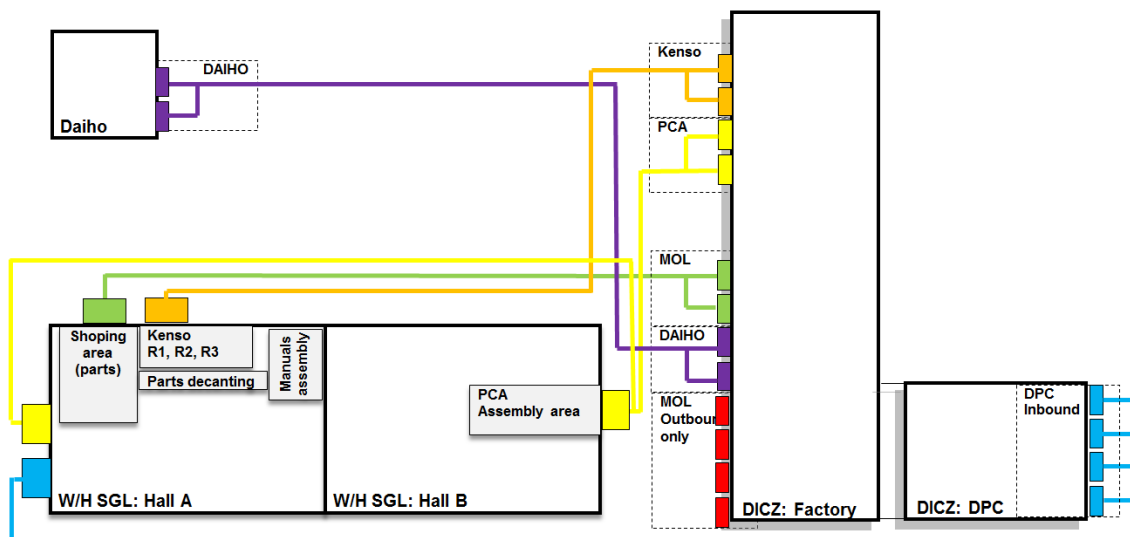 DAIHO
Daiho
Kenso
PCA
MOL
DAIHO
MOL
Outboun
only
Shoping
area
(parts)
Kenso
R1, R2, R3
Parts decanting
Manuals
assembly
PCA
Assembly area
W/H SGL: Hall A
W/H SGL: Hall B
DICZ: Factory
DPC
Inbound
DICZ: DPC